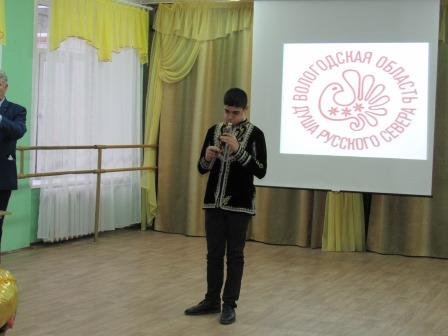 ВОЛОГОДСКАЯ ОБЛАСТЬ
ДУША РУССКОГО СЕВЕРА